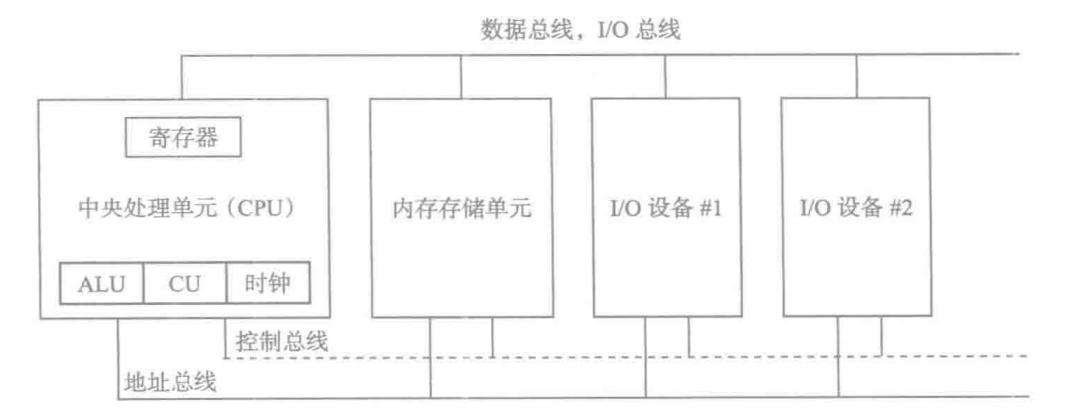 数据总线，I/O 总线
寄存器
中央处理单元（CPU）
内存存储单元
I/O 设备 #1
I/O 设备 #2
ALU
CU
时钟
控制总线
地址总线